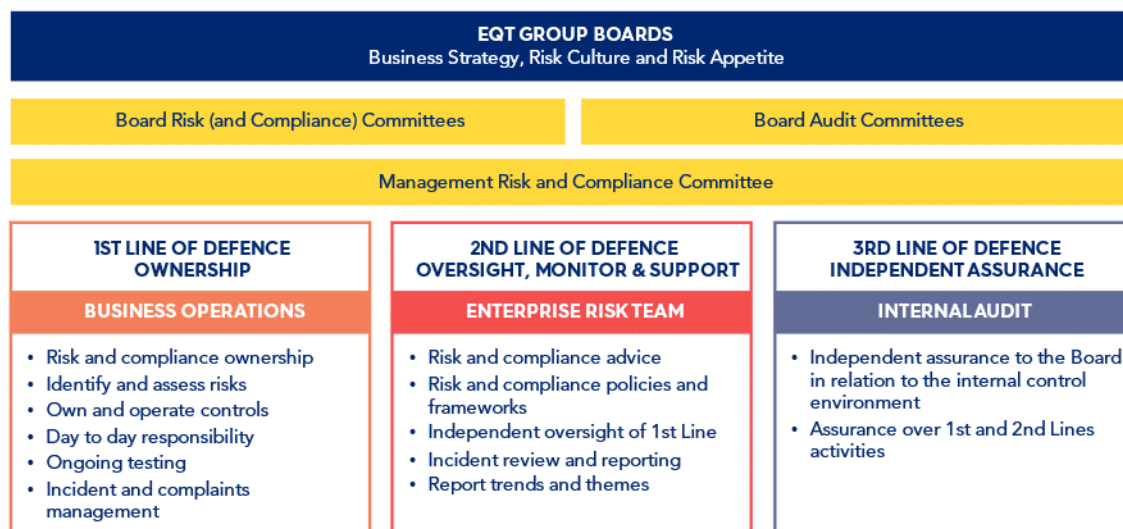 EQT GROUP BOARDS
Business Strategy, Risk Culture and Risk Appetite
Board Risk (and Compliance) Committees
Board Audit Committees
Management Risk and Compliance Committee
1ST LINE OF DEFENCE
OWNERSHIP
BUSINESS OPERATIONS
• Risk and compliance ownership
• Identify and assess risks
• Own and operate controls
• Day to day responsibility
• Ongoing testing
• Incident and complaints
management
2ND LINE OF DEFENCE
OVERSIGHT, MONITOR & SUPPORT
ENTERPRISE RISK TEAM
• Risk and compliance advice
• Risk and compliance policies and
frameworks
• Independent oversight of 1st Line
• Incident review and reporting
• Report trends and themes
3RD LINE OF DEFENCE
INDEPENDENT ASSURANCE
INTERNAL AUDIT
• Independent assurance to the Board
in relation to the internal control
environment
• Assurance over 1st and 2nd Lines
activities